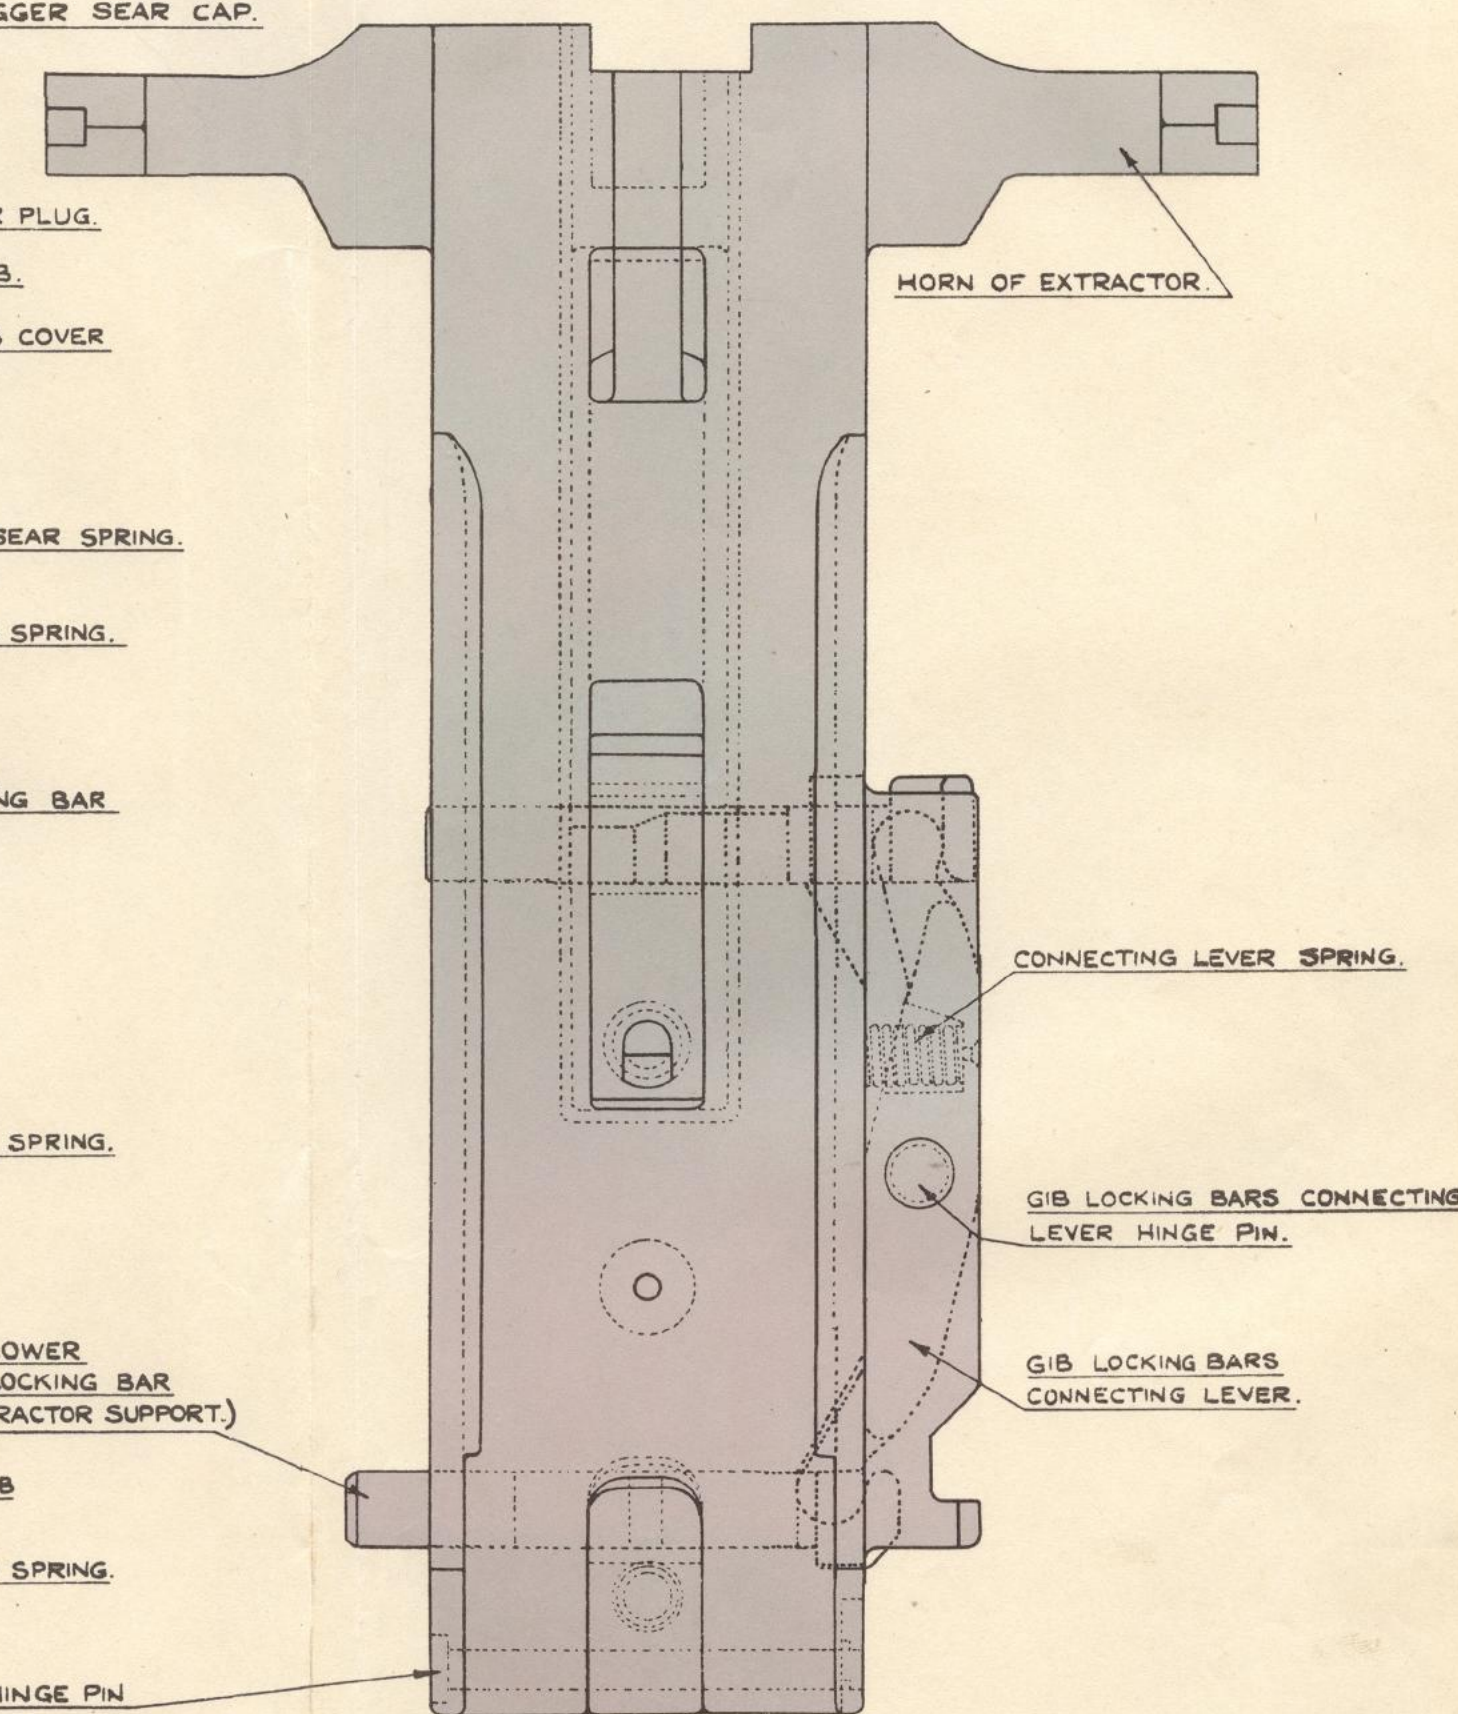 GGER SEAR CAP.
PLUG.
B.
COVER
SEAR SPRING.
SPRING.
NG BAR
SPRING.
OWER
OCKING BAR
RACTOR SUPPORT.)
B
SPRING.
HINGE PIN
HORN OF EXTRACTOR.
CONNECTING LEVER SPRING.
GIB LOCKING BARS CONNECTING
LEVER HINGE PIN.
GIB LOCKING BARS
CONNECTING LEVER.